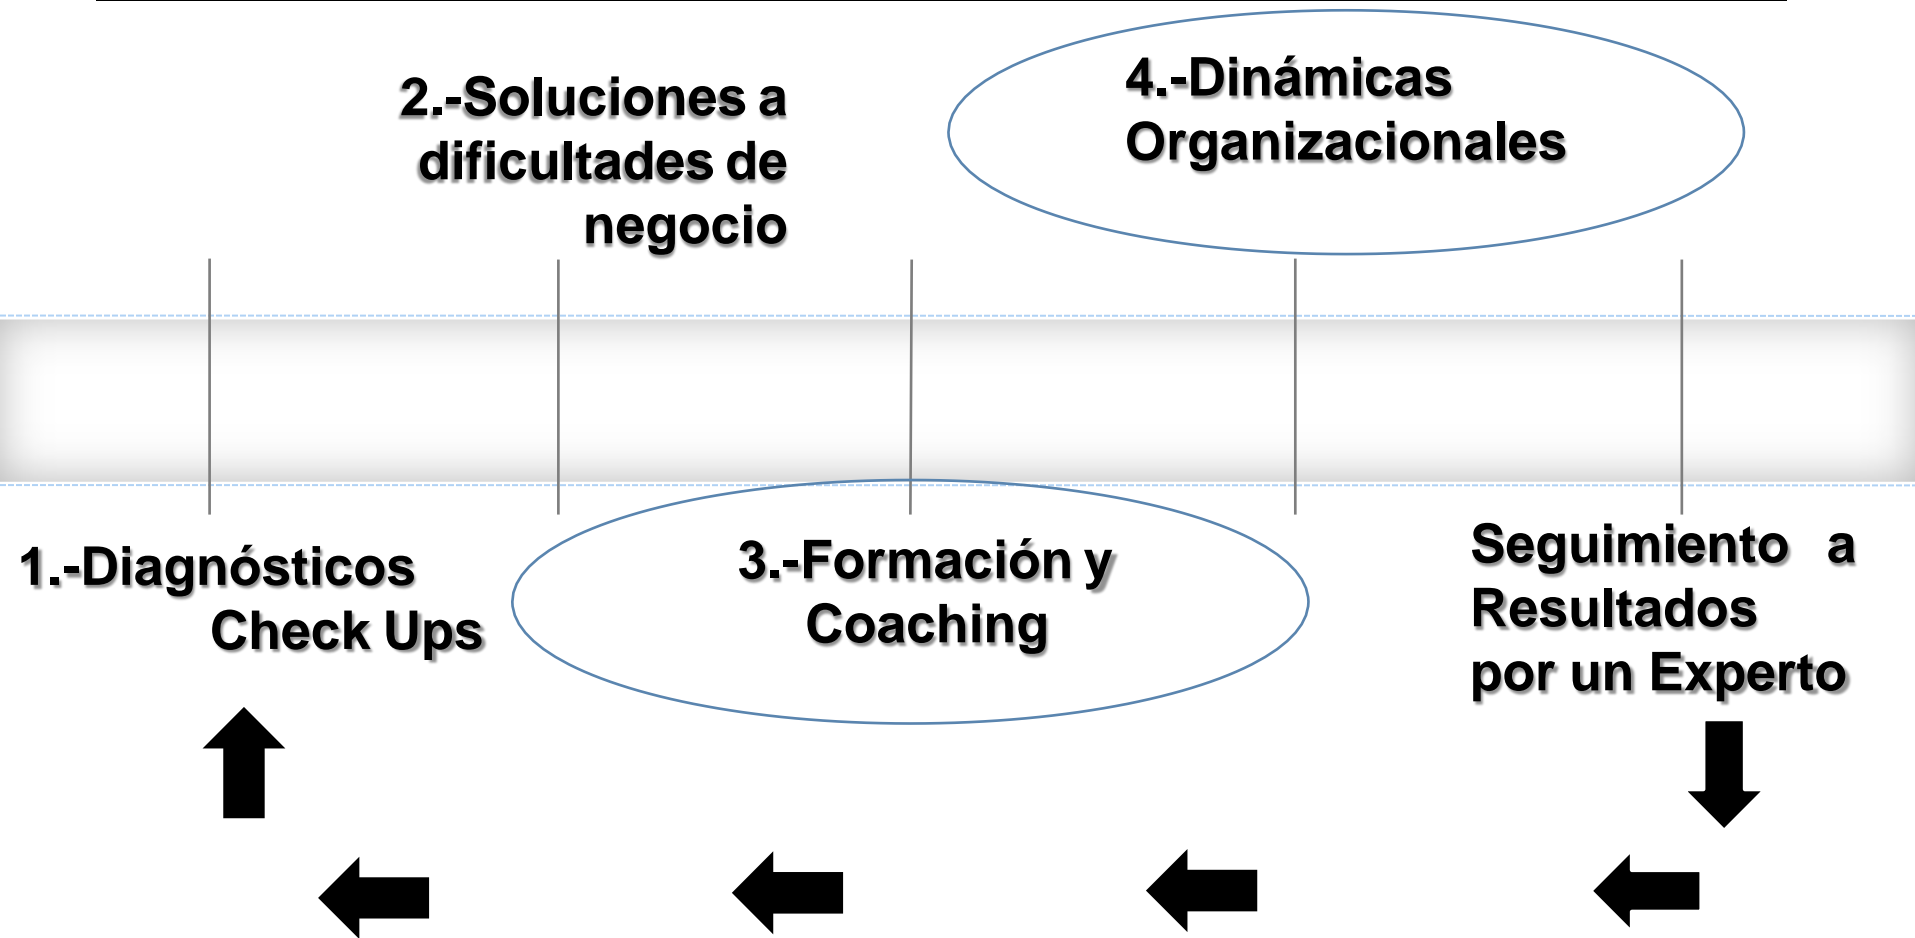 2.-Soluciones a
dificultades de
negocio
4.-Dinámicas
Organizacionales
1.-Diagnósticos
Check Ups
3.-Formación y
Coaching
Seguimiento a
Resultados
por un Experto